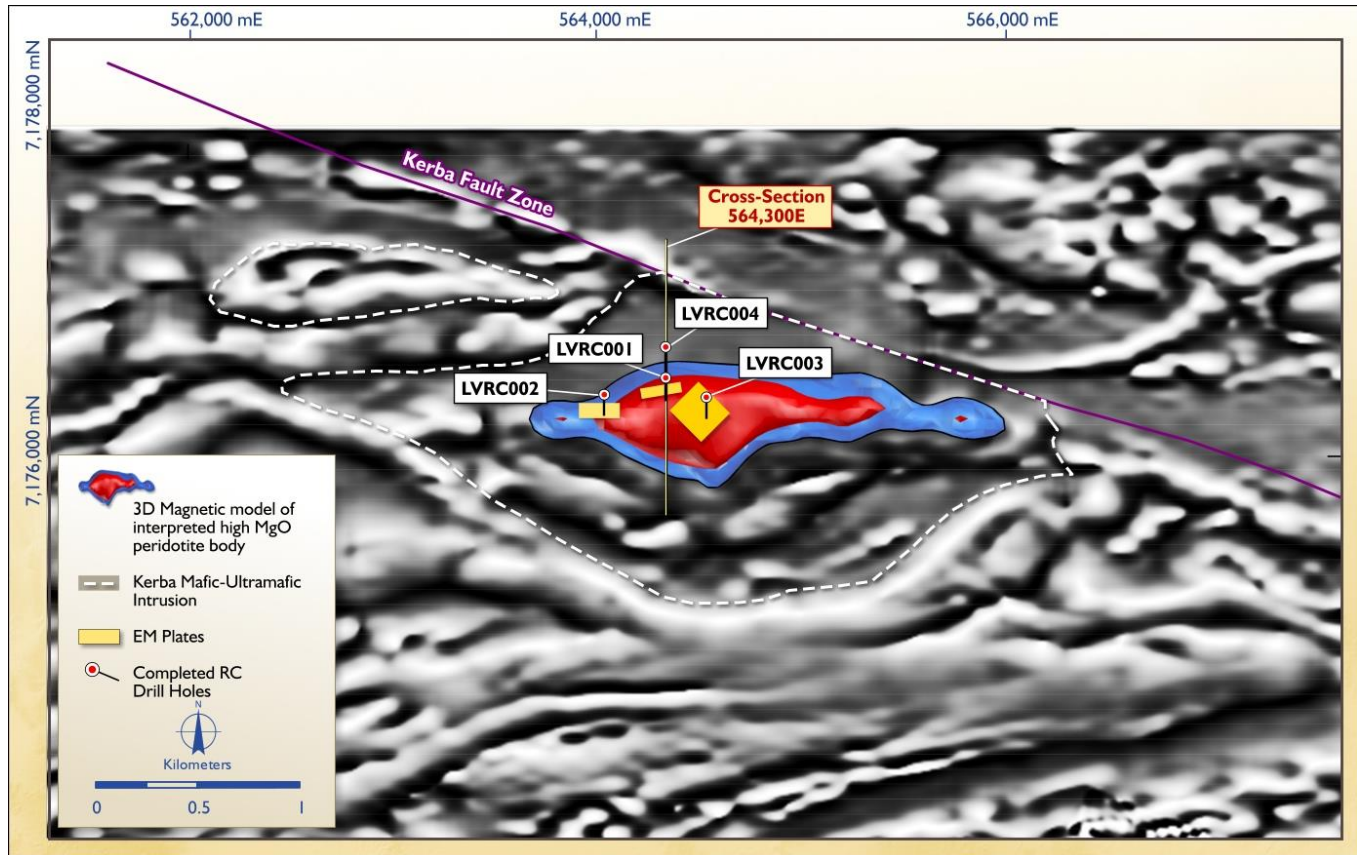 562,000 mE
564,000 mE
566,000 mE
7,178,000 mN
7,176,000 mN
Kerba Fault Zone
Cross-Section
564,300E
LVRC004
LVRC001
LVRC003
LVRC002
3D Magnetic model of
interpreted high MgO
peridotite body
Kerba Mafic-Ultramafic
Intrusion
EM Plates
Completed RC
Drill Holes
N
Kilometers
0 0.5 1